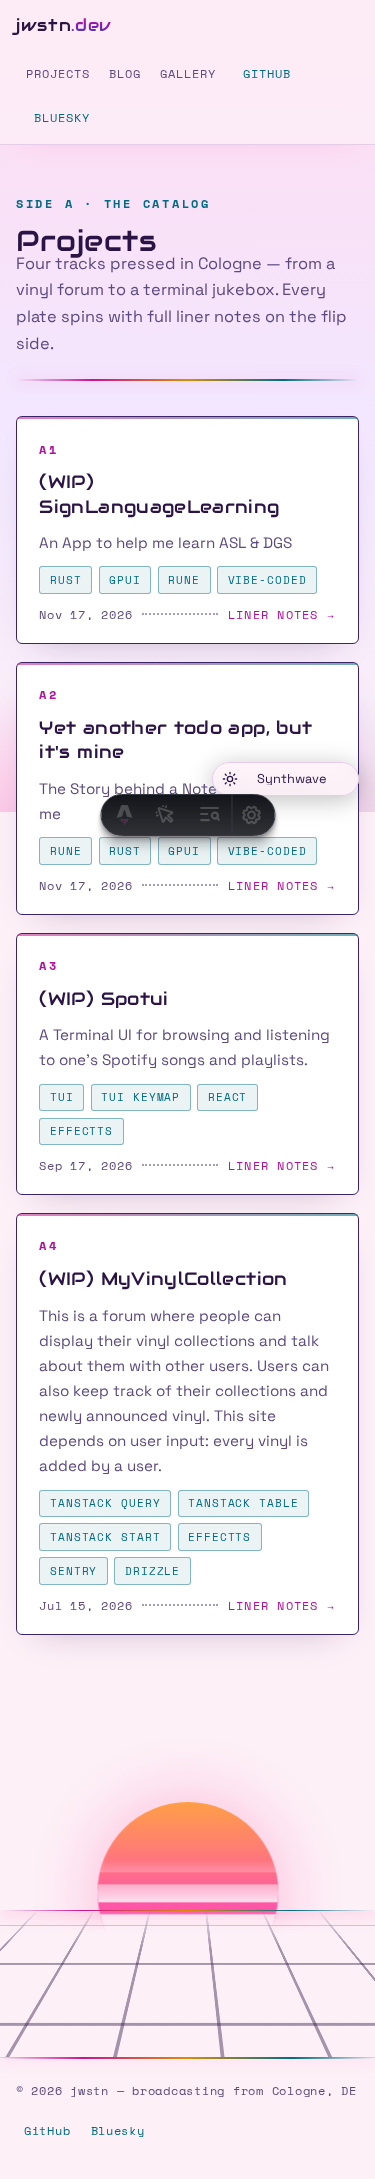 jwstn.dev
PROJECTS BLOG GALLERY GITHUB
BLUESKY
SIDE A · THE CATALOG
Projects
Four tracks pressed in Cologne — from a
vinyl forum to a terminal jukebox. Every
plate spins with full liner notes on the flip
side.
A1
(WIP)
SignLanguageLearning
An App to help me learn ASL & DGS
RUST GPUI RUNE VIBE-CODED
Nov 17, 2026 LINER NOTES →
A2
Yet another todo app, but
it's mine
Synthwave
The Story behind a Note
me
RUNE RUST GPUI VIBE-CODED
Nov 17, 2026 LINER NOTES →
A3
(WIP) Spotui
A Terminal UI for browsing and listening
to one's Spotify songs and playlists.
TUI TUI KEYMAP REACT
EFFECTTS
Sep 17, 2026 LINER NOTES →
A4
(WIP) MyVinylCollection
This is a forum where people can
display their vinyl collections and talk
about them with other users. Users can
also keep track of their collections and
newly announced vinyl. This site
depends on user input: every vinyl is
added by a user.
TANSTACK QUERY TANSTACK TABLE
TANSTACK START EFFECTTS
SENTRY DRIZZLE
Jul 15, 2026 LINER NOTES →
© 2026 jwstn — broadcasting from Cologne, DE
GitHub Bluesky